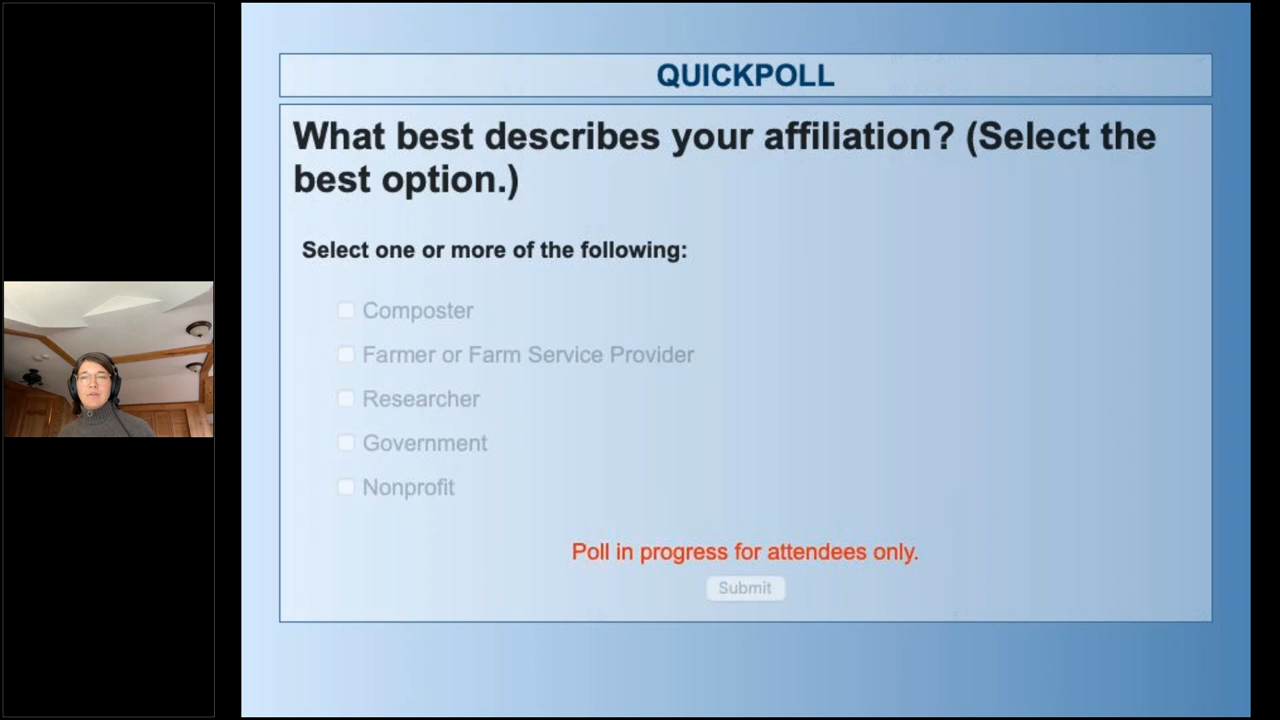 QUICKPOLL
What best describes your affiliation? (Select the
best option.)
Select one or more of the following:
Composter
Farmer or Farm Service Provider
Researcher
Government
Nonprofit
Poll in progress for attendees only.
Submit